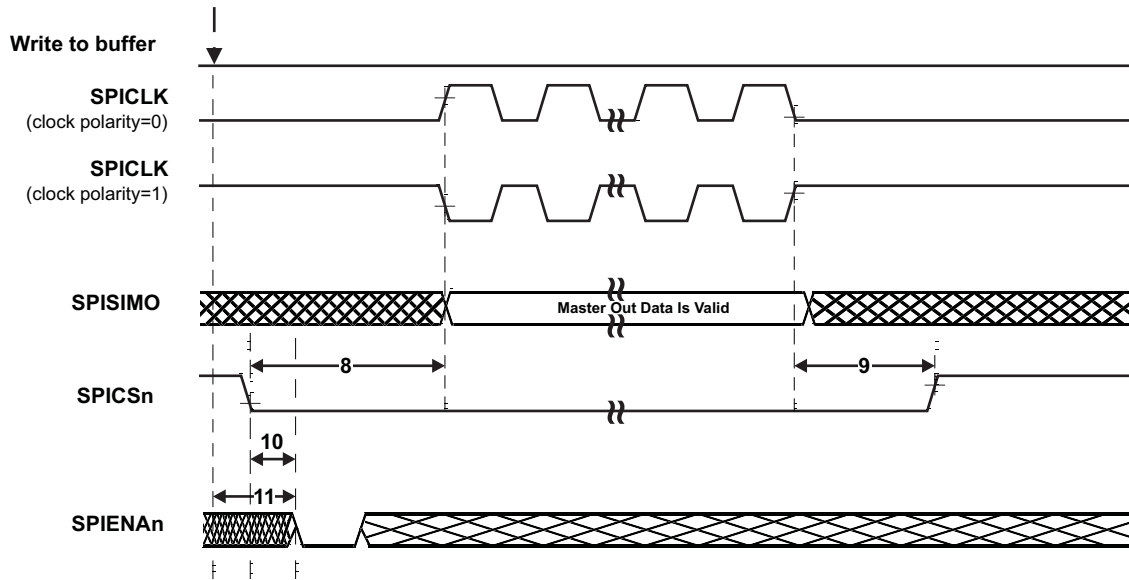 Write to buffer
SPICLK
(clock polarity=0)
SPICLK
(clock polarity=1)
SPISIMO
Master Out Data Is Valid
8
9
SPICSn
10
11
SPIENAn